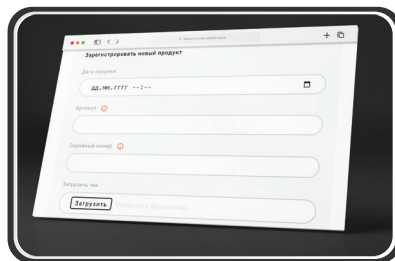 Зарегистрировать новый продукт
Дата покупки
дд.мм.гггг --:--
Артикул
Серийный номер
Загрузить чек
Загрузить